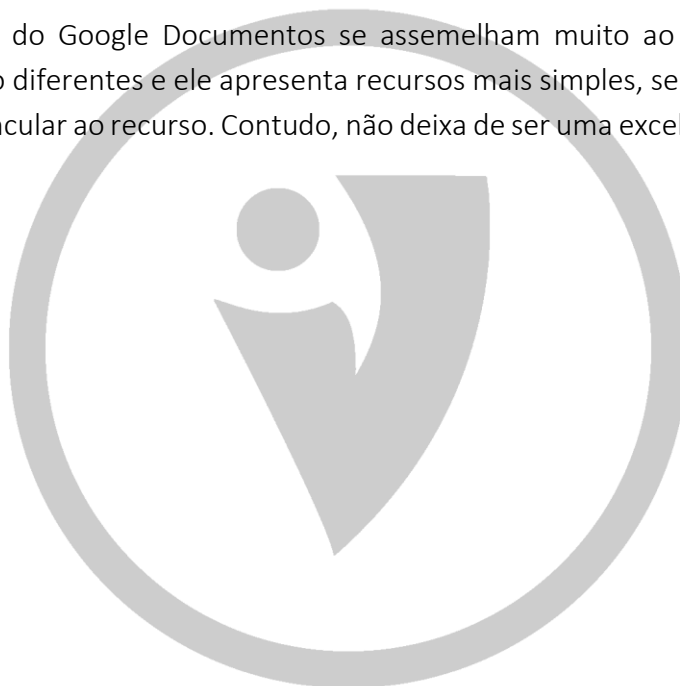 do Google Documentos se assemelham muito ao
diferentes e ele apresenta recursos mais simples,
ao recurso. Contudo, não deixa de ser uma